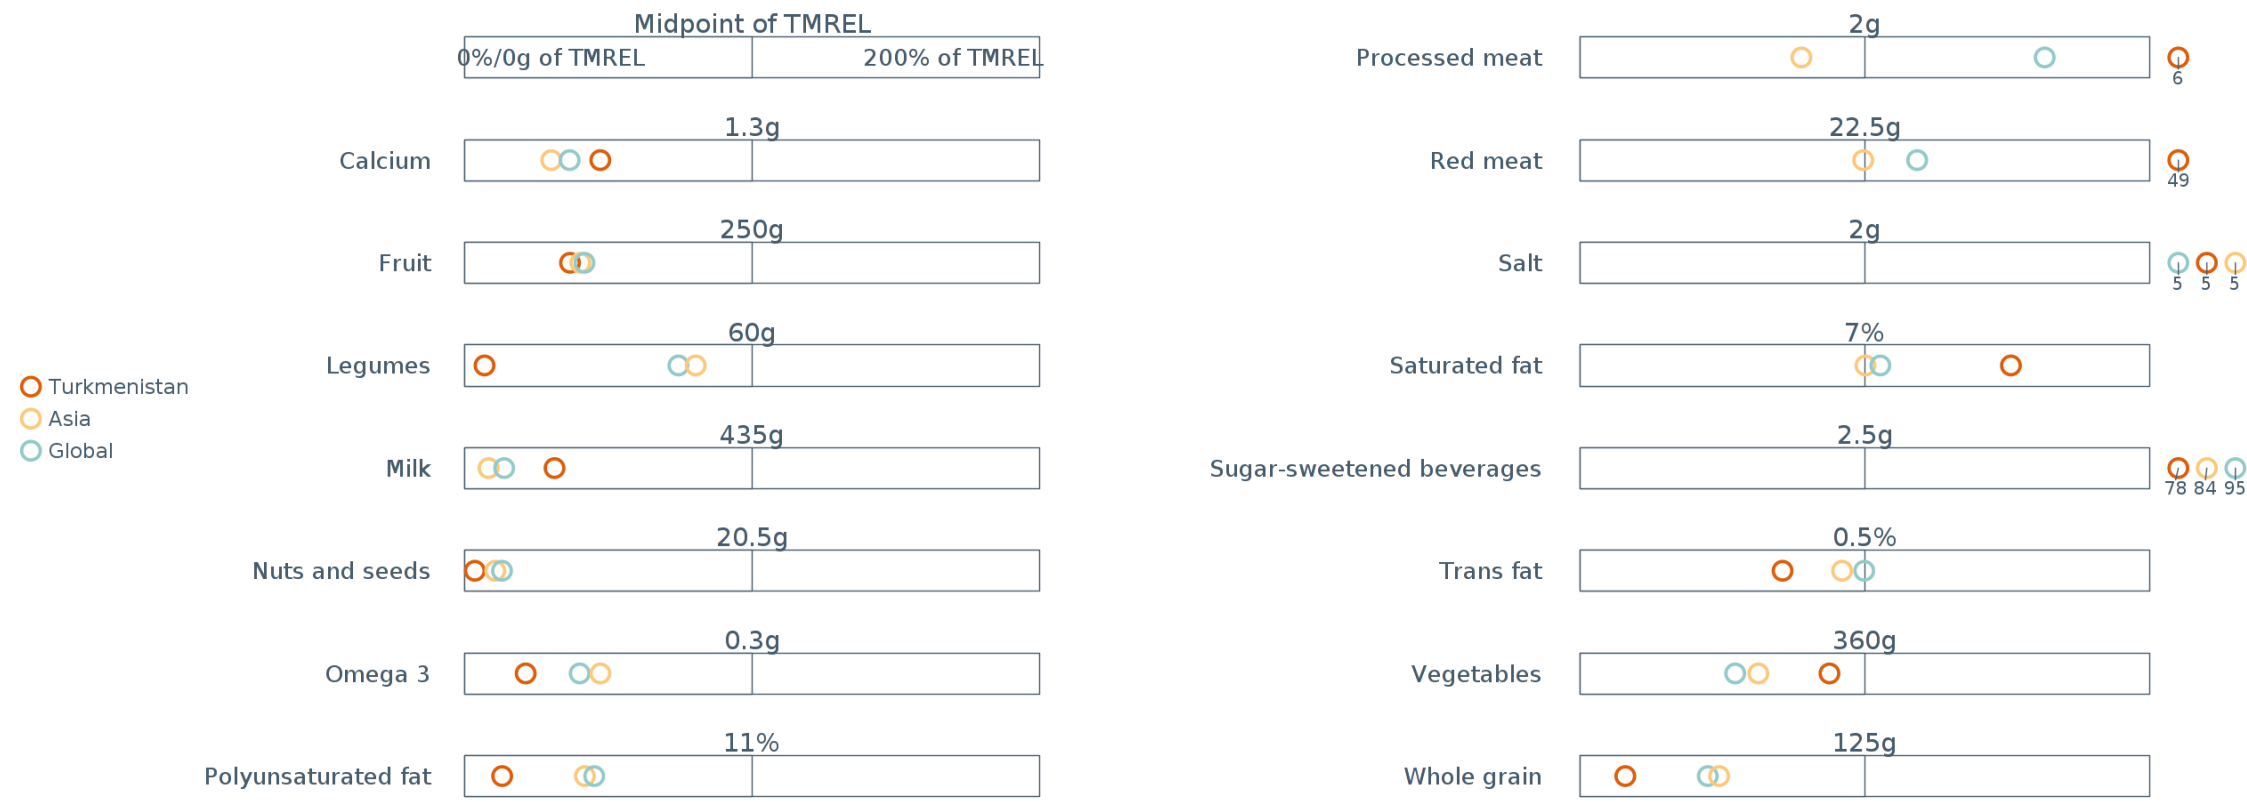 Midpoint of TMREL
0%/0g of TMREL
200% of TMREL
1.3g
Calcium
250g
Fruit
60g
Legumes
435g
Milk
20.5g
Nuts and seeds
0.3g
Omega 3
11%
Polyunsaturated fat
Turkmenistan
Asia
Global
2g
Processed meat
6
22.5g
Red meat
49
2g
Salt
5 5 5
7%
Saturated fat
2.5g
Sugar-sweetened beverages
78 84 95
0.5%
Trans fat
360g
Vegetables
125g
Whole grain